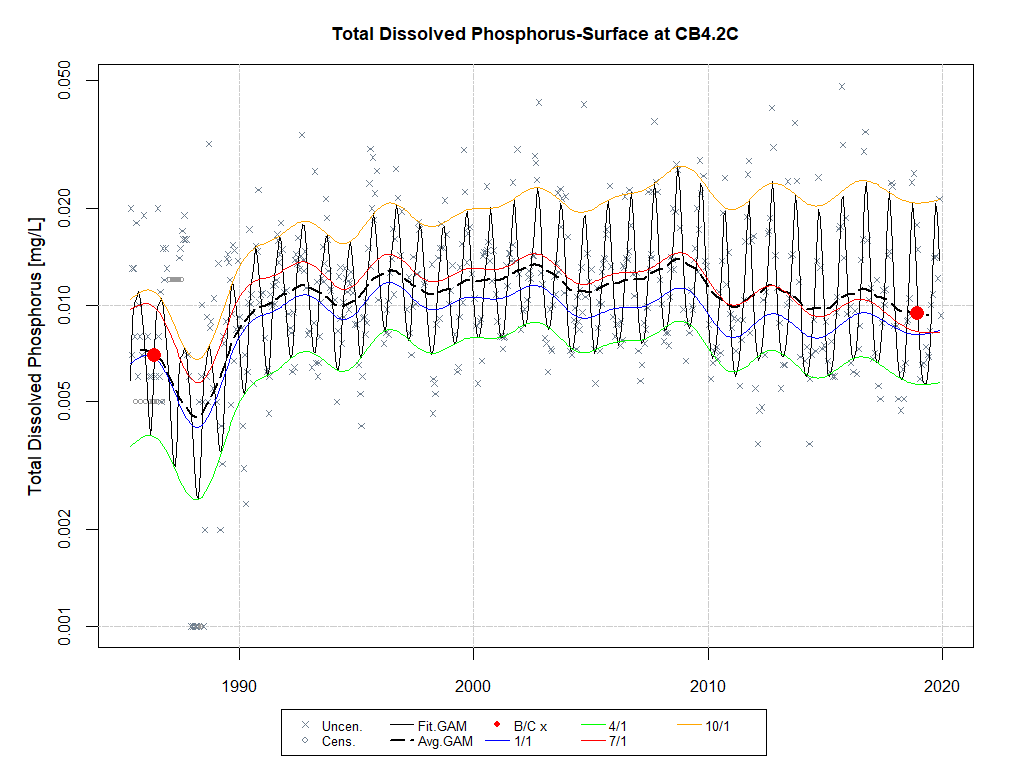 Total Dissolved Phosphorus-Surface at CB4.2C
Total Dissolved Phosphorus [mg/L]
0.050
0.020
0.010
0.005
0.002
0.001
1990 2000 2010 2020
Uncen. Fit.GAM B/C x 4/1 10/1
Cens. Avg.GAM 1/1 7/1